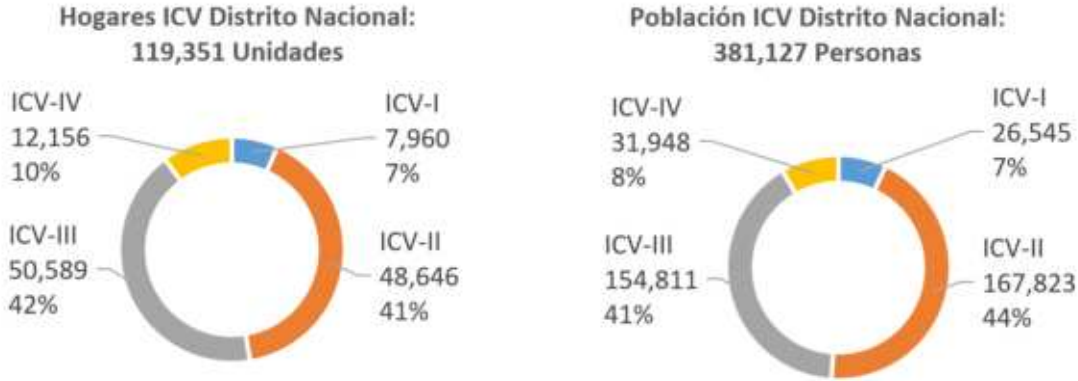 Hogares ICV Distrito Nacional:
119,351 Unidades
ICV-IV
12,156
10%
ICV-I
7,960
7%
ICV-III
50,589
42%
ICV-II
48,646
41%
Población ICV Distrito Nacional:
381,127 Personas
ICV-IV
31,948
8%
ICV-I
26,545
7%
ICV-III
154,811
41%
ICV-II
167,823
44%